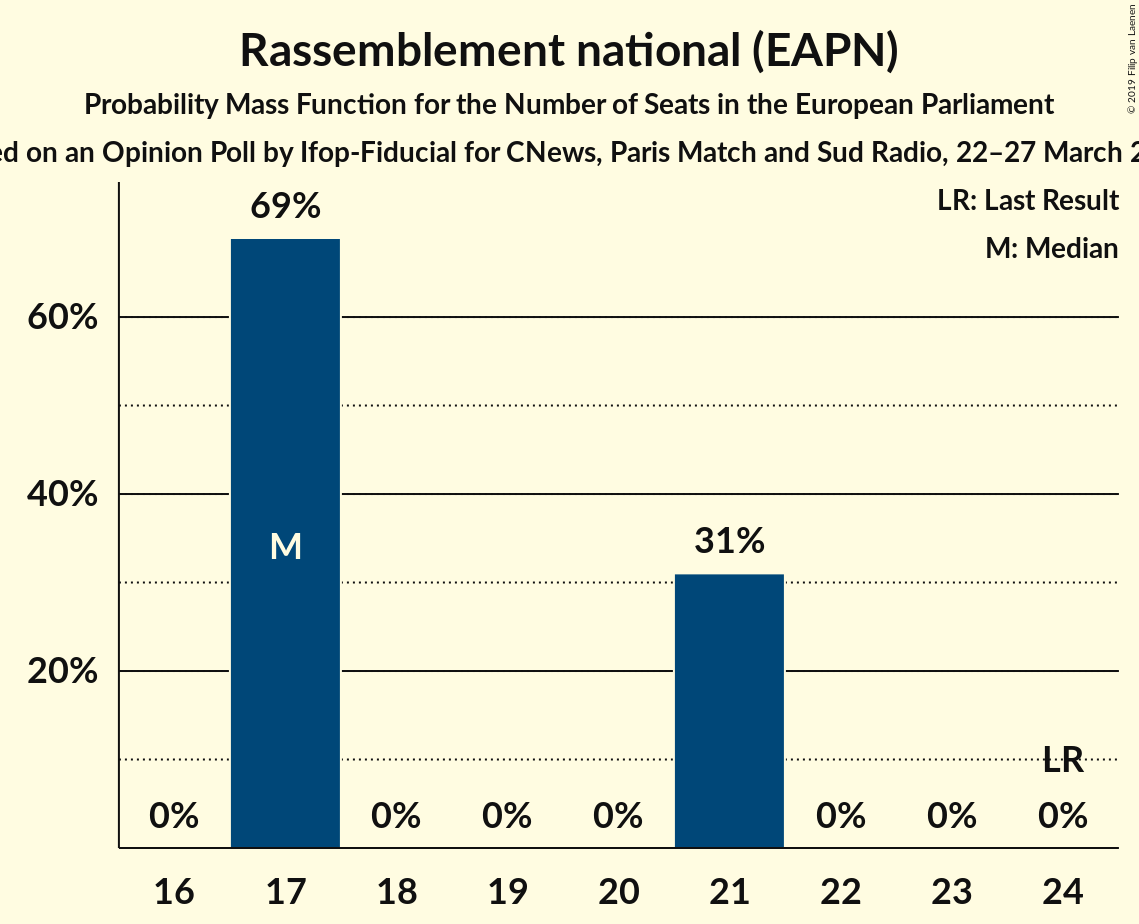 Rassemblement national (EAPN)
Probability Mass Function for the Number of Seats in the European Parliament
on an Opinion Poll by Ifop-Fiducial for CNews, Paris Match and Sud Radio, 22–27 March
© 2019 Filip van Laenen
LR: Last Result
M: Median
69%
60%
40%
M
31%
20%
LR
0% 0% 0% 0% 0% 0% 0%
16 17 18 19 20 21 22 23 24